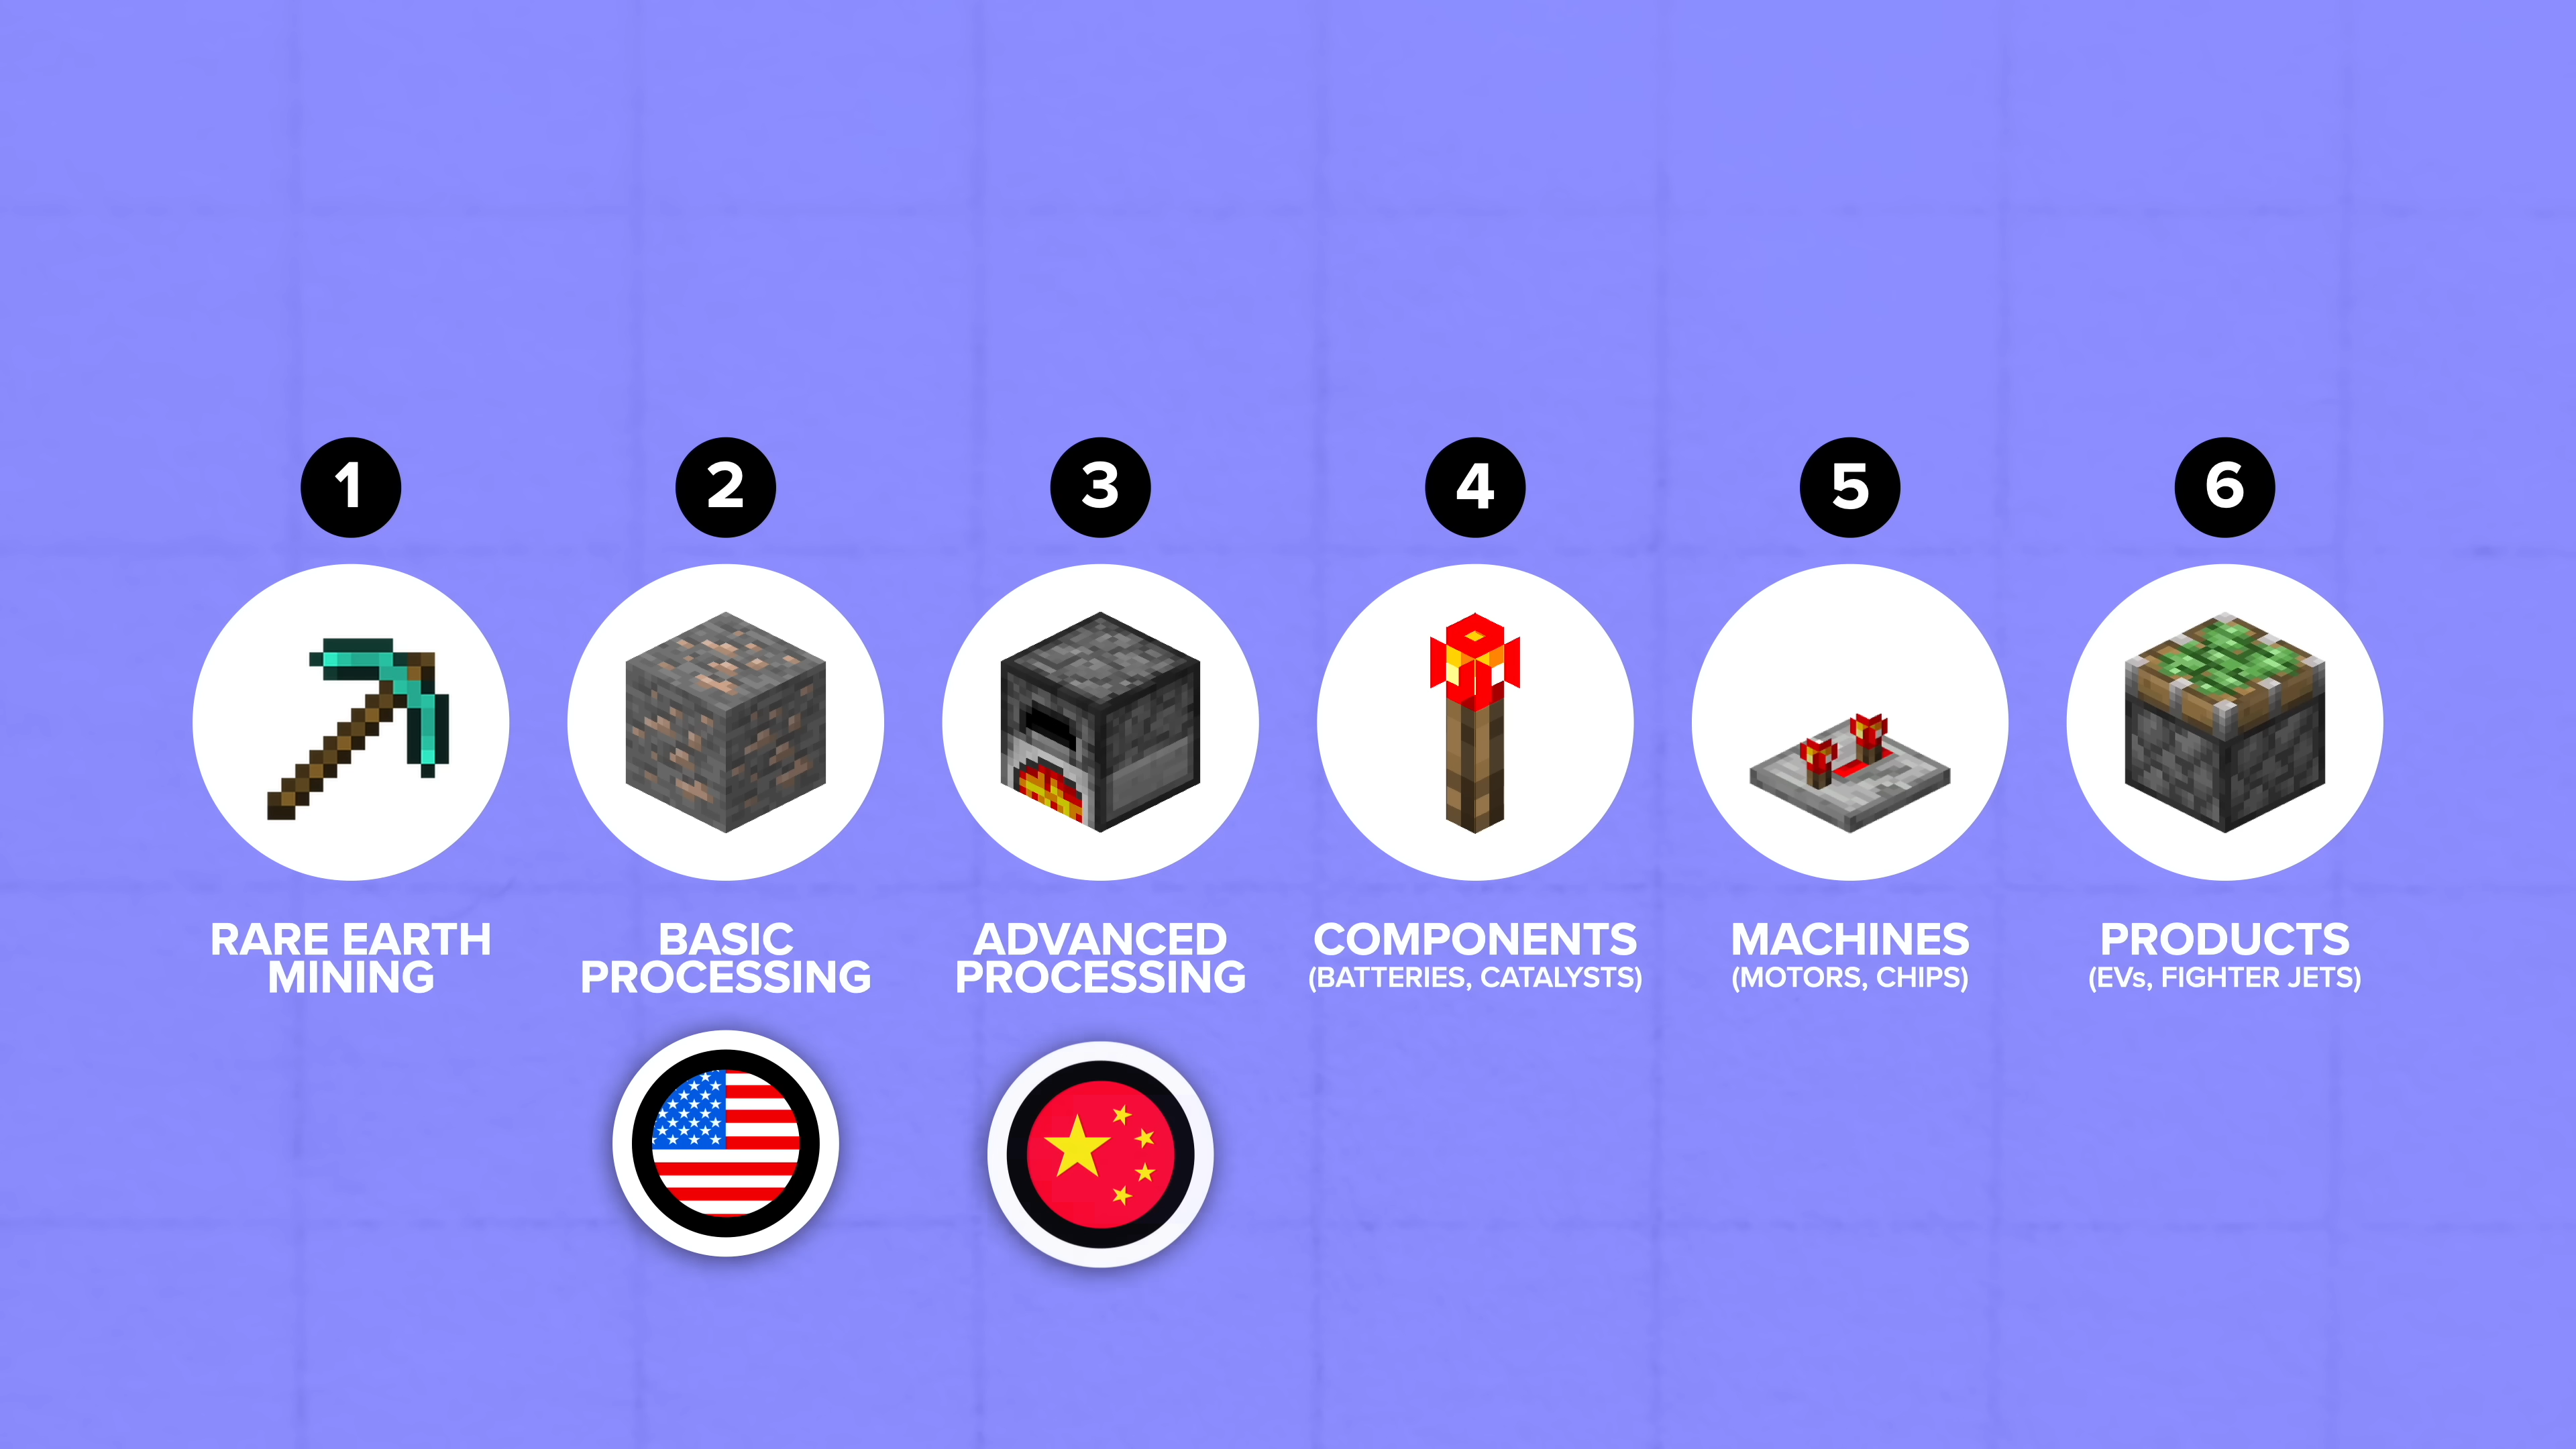 1
2
3
4
5
6
RARE EARTH
MINING
BASIC
PROCESSING
ADVANCED
PROCESSING
COMPONENTS
(BATTERIES, CATALYSTS)
MACHINES
(MOTORS, CHIPS)
PRODUCTS
(EVs, FIGHTER JETS)